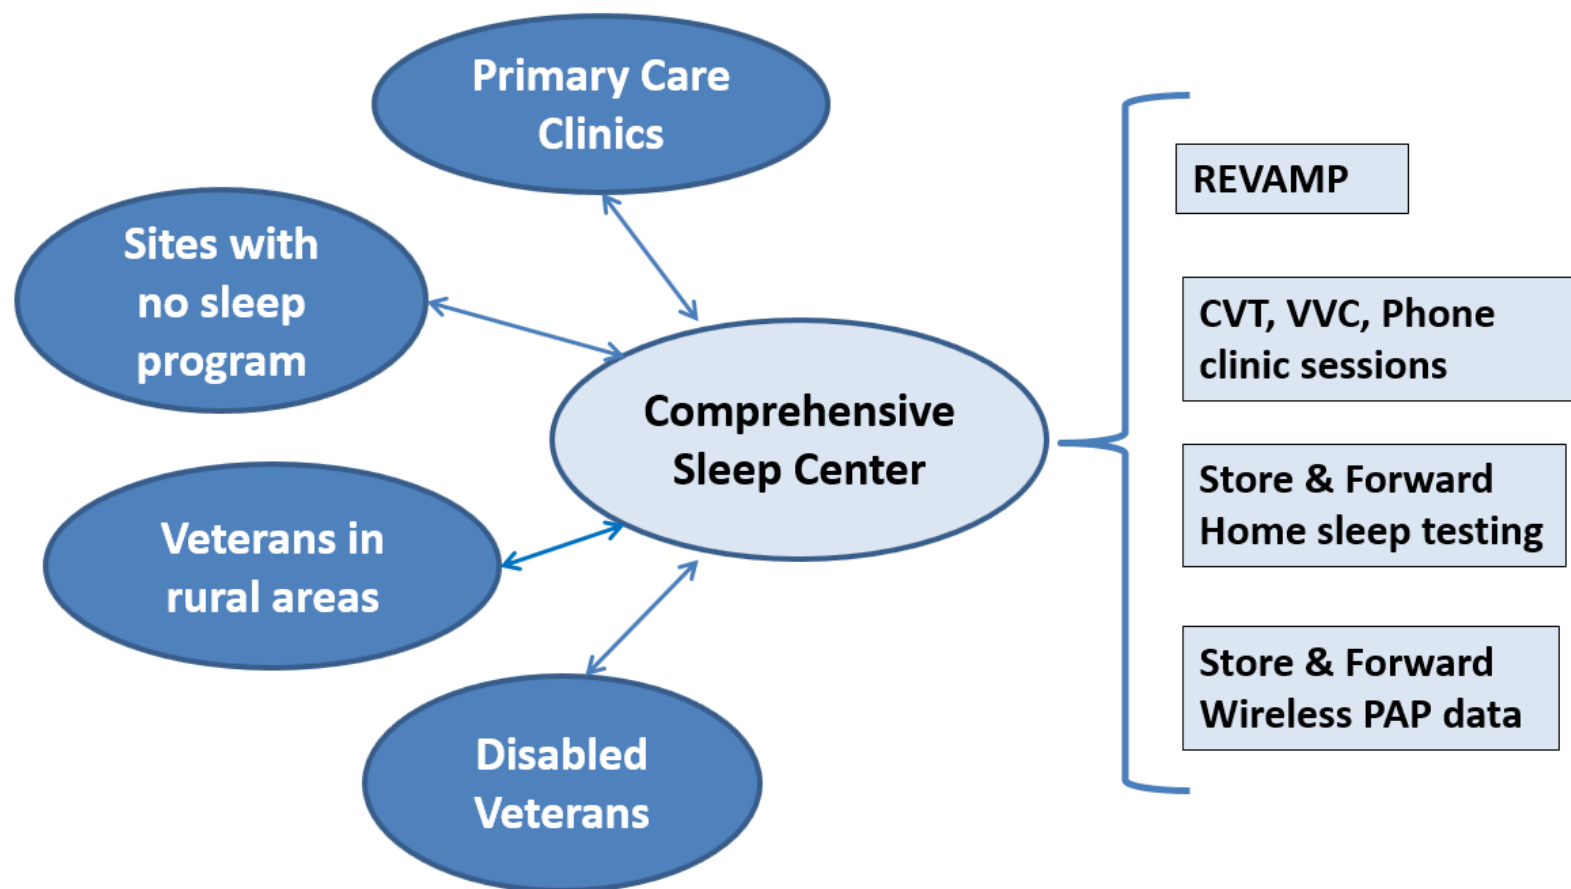 Primary Care
Clinics
Sites with
no sleep
program
Comprehensive
Sleep Center
Veterans in
rural areas
Disabled
Veterans
REVAMP
CVT, VVC, Phone
clinic sessions
Store & Forward
Home sleep testing
Store & Forward
Wireless PAP data